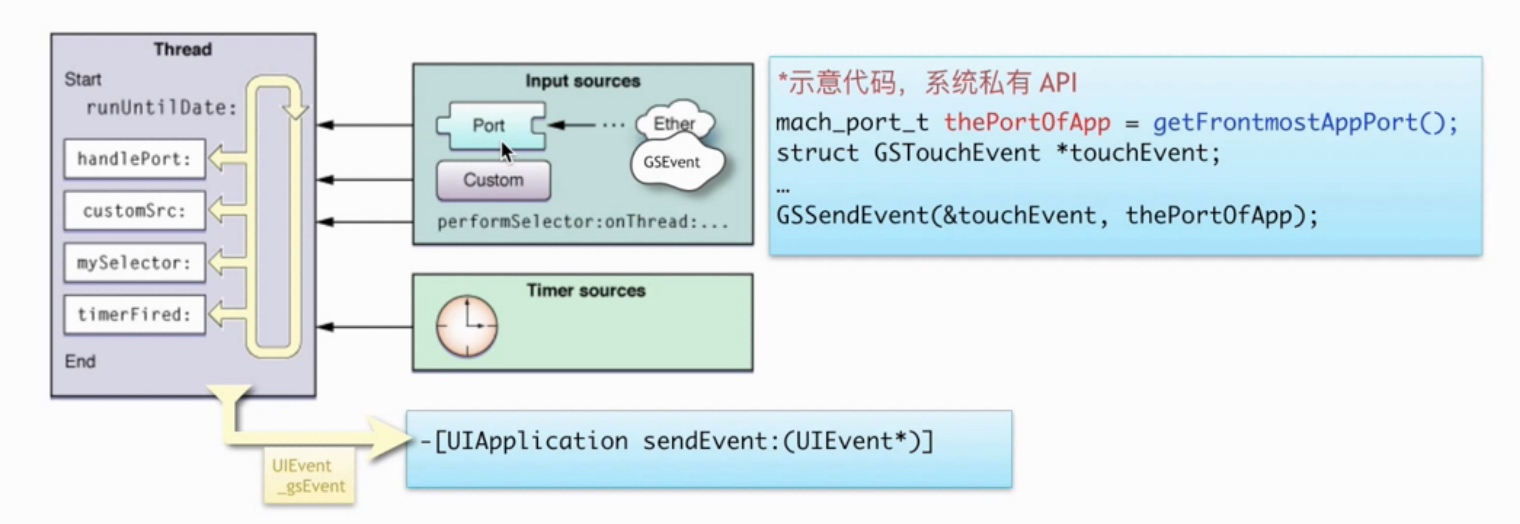 Thread
Start
runUntilDate:
handlePort:
customSrc:
mySelector:
timerFired:
End
Input sources
Port
...
Ether
GSEvent
Custom
performSelector:onThread:...
Timer sources
*示意代码，系统私有 API
mach_port_t thePortOfApp = getFrontmostAppPort();
struct GSTouchEvent *touchEvent;
…
GSSendEvent(&touchEvent, thePortOfApp);
UIEvent
_gsEvent
-[UIApplication sendEvent:(UIEvent*)]